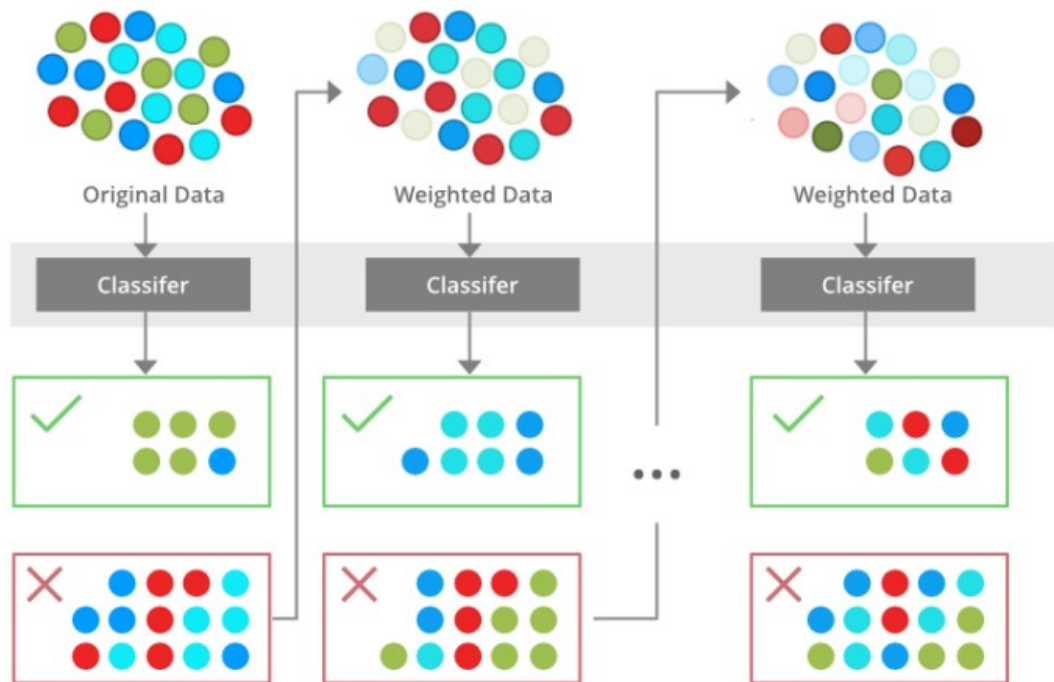 Original Data
Weighted Data
Weighted Data
Classifer
Classifer
Classifer
...